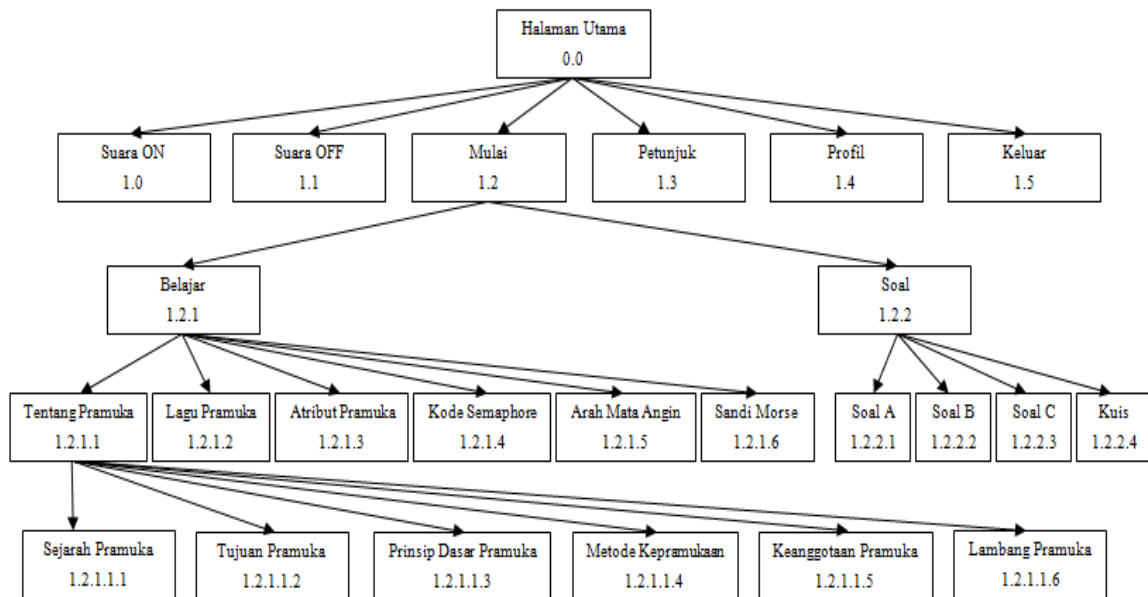 Halaman Utama
0.0
Suara ON
1.0
Suara OFF
1.1
Mulai
1.2
Petunjuk
1.3
Profil
1.4
Keluar
1.5
Belajar
1.2.1
Soal
1.2.2
Tentang Pramuka
1.2.1.1
Lagu Pramuka
1.2.1.2
Atribut Pramuka
1.2.1.3
Kode Semaphore
1.2.1.4
Arah Mata Angin
1.2.1.5
Sandi Morse
1.2.1.6
Soal A
1.2.2.1
Soal B
1.2.2.2
Soal C
1.2.2.3
Kuis
1.2.2.4
Sejarah Pramuka
1.2.1.1.1
Tujuan Pramuka
1.2.1.1.2
Prinsip Dasar Pramuka
1.2.1.1.3
Metode Kepramukaan
1.2.1.1.4
Keanggotaan Pramuka
1.2.1.1.5
Lambang Pramuka
1.2.1.1.6